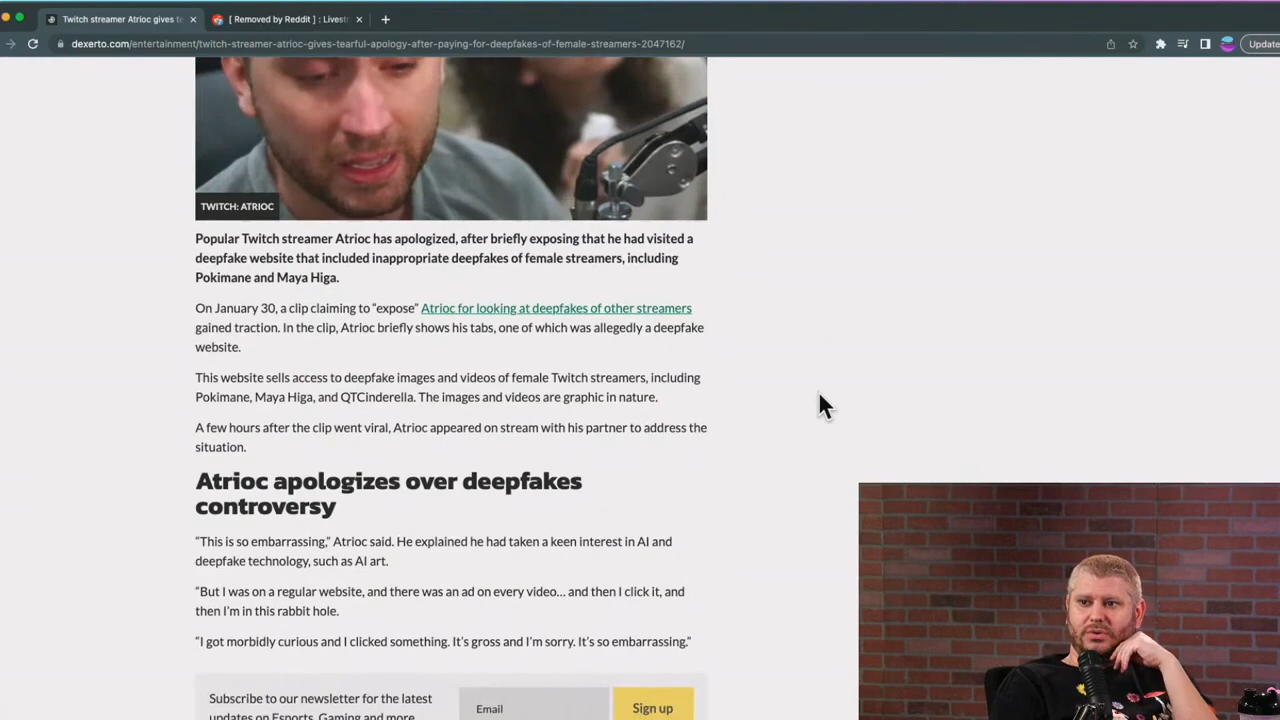 Twitch streamer Atrioc gives te
[ Removed by Reddit ] : Livestr
dexerto.com/entertainment/twitch-streamer-atrioc-gives-tearful-apology-after-paying-for-deepfakes-of-female-streamers-2047162/
Update
TWITCH: ATRIOC
Popular Twitch streamer Atrioc has apologized, after briefly exposing that he had visited a
deepfake website that included inappropriate deepfakes of female streamers, including
Pokimane and Maya Higa.
On January 30, a clip claiming to “expose” Atrioc for looking at deepfakes of other streamers
gained traction. In the clip, Atrioc briefly shows his tabs, one of which was allegedly a deepfake
website.
This website sells access to deepfake images and videos of female Twitch streamers, including
Pokimane, Maya Higa, and QTCinderella. The images and videos are graphic in nature.
A few hours after the clip went viral, Atrioc appeared on stream with his partner to address the
situation.
Atrioc apologizes over deepfakes
controversy
“This is so embarrassing,” Atrioc said. He explained he had taken a keen interest in AI and
deepfake technology, such as AI art.
“But I was on a regular website, and there was an ad on every video… and then I click it, and
then I’m in this rabbit hole.
“I got morbidly curious and I clicked something. It’s gross and I’m sorry. It’s so embarrassing.”
Subscribe to our newsletter for the latest
updates on Esports, Gaming and more
Email
Sign up